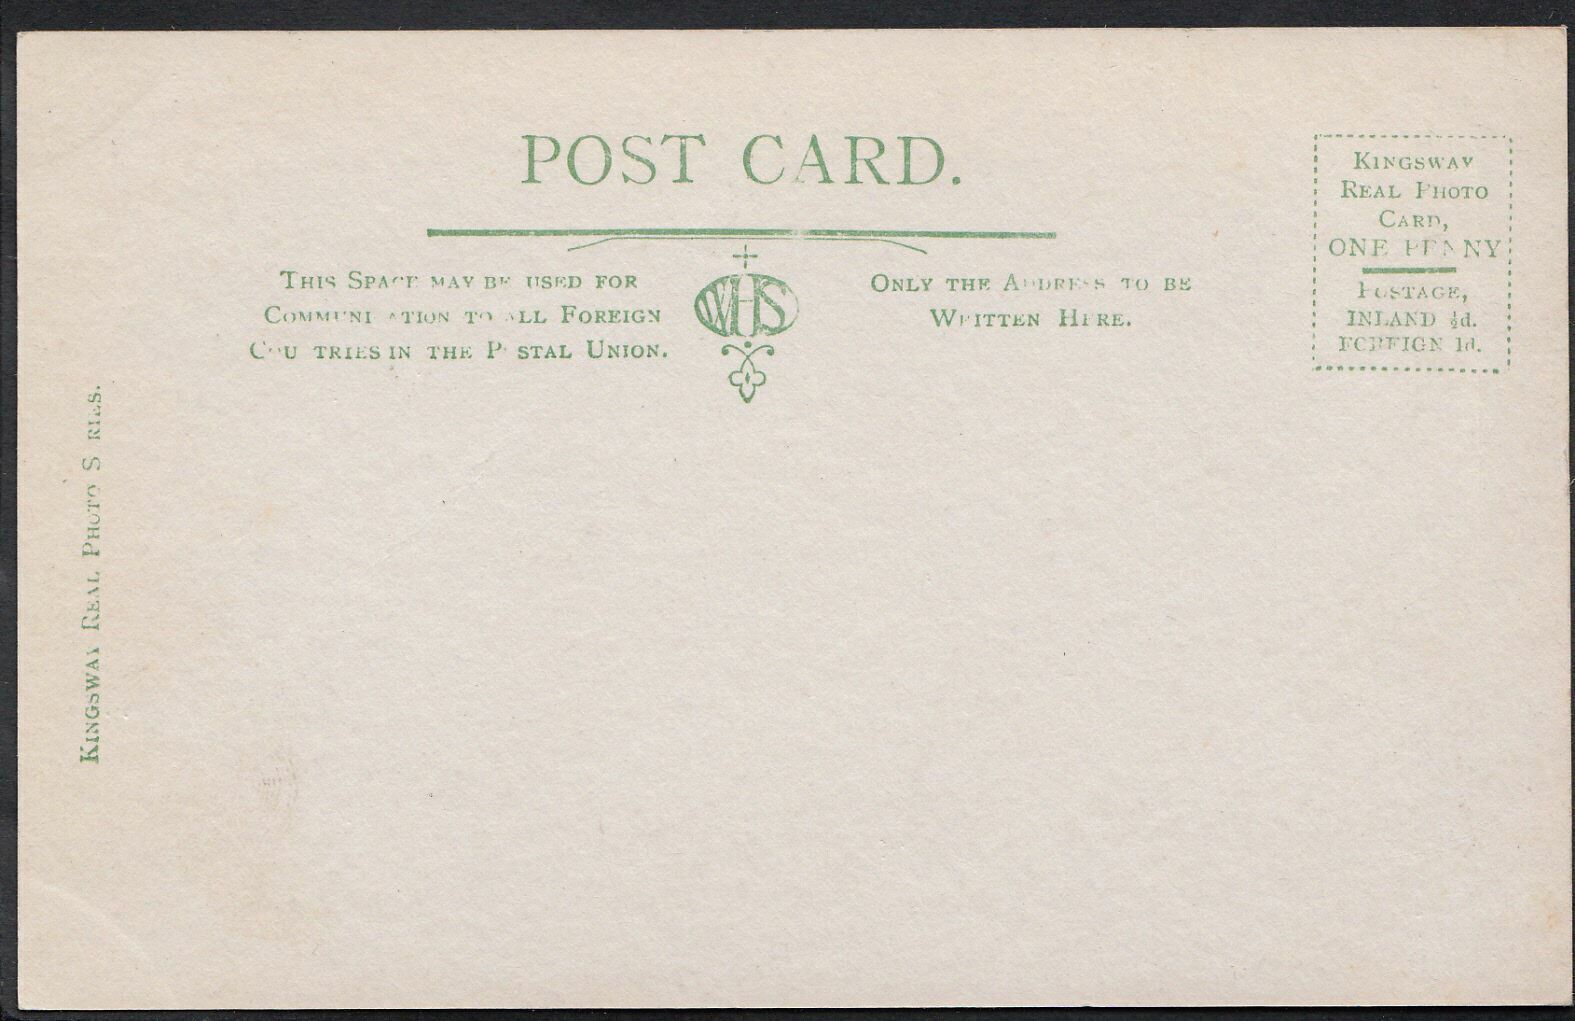 POST CARD.
THIS SPACE MAY BE USED FOR
COMMUNICATION TO ALL FOREIGN
COUNTRIES IN THE POSTAL UNION.
WHS
ONLY THE ADDRESS TO BE
WRITTEN HERE.
KINGSWAY
REAL PHOTO
CARD,
ONE PENNY
POSTAGE,
INLAND ½d.
FOREIGN 1d.
KINGSWAY REAL PHOTO SERIES.